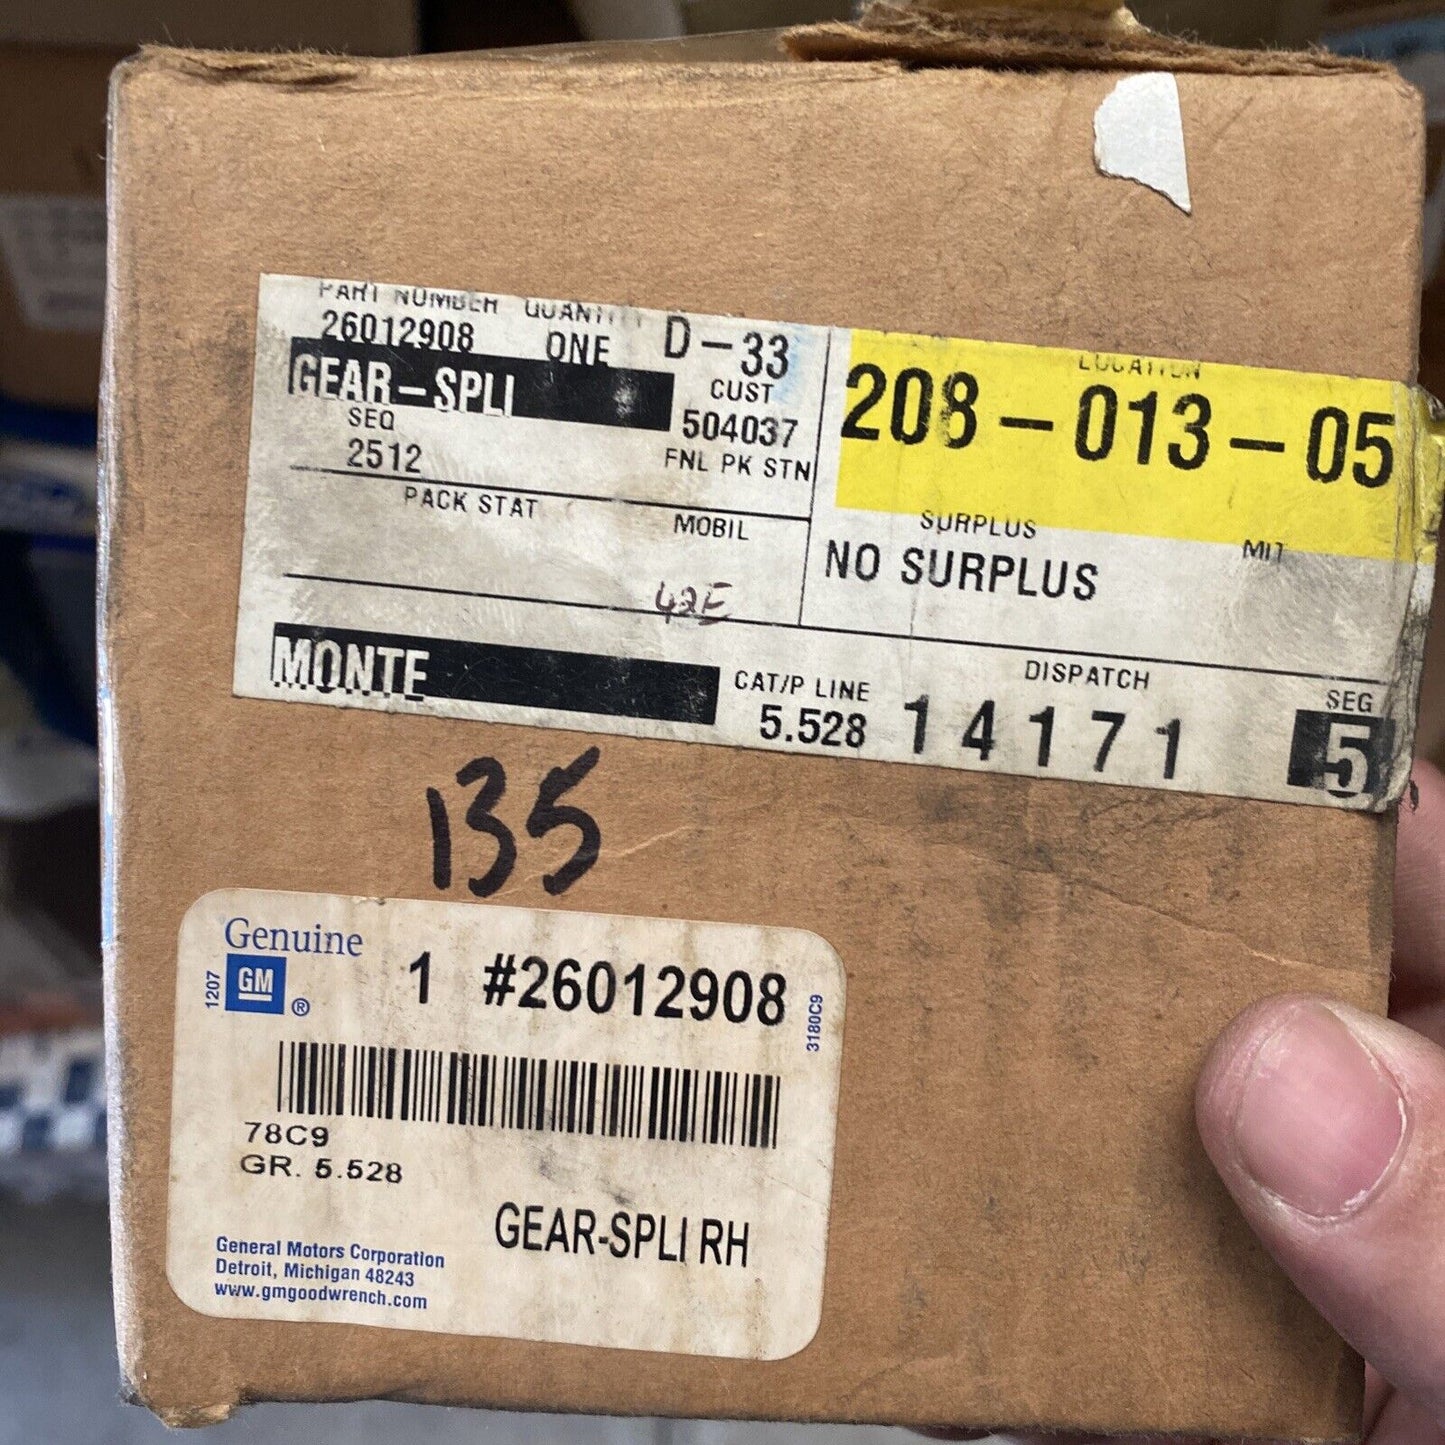 PART NUMBER QUANTITY
26012908 ONE D-33
GEAR-SPLI CUST
SEQ 504037
2512 FNL PK STN
PACK STAT MOBIL
42E
LOCATION
208-013-05
SURPLUS MIT
NO SURPLUS
MONTE CAT/P LINE DISPATCH SEG
5.528 14171 5
135
Genuine
GM ®
1207
1 #26012908
3180C9
78C9
GR. 5.528
GEAR-SPLI RH
General Motors Corporation
Detroit, Michigan 48243
www.gmgoodwrench.com